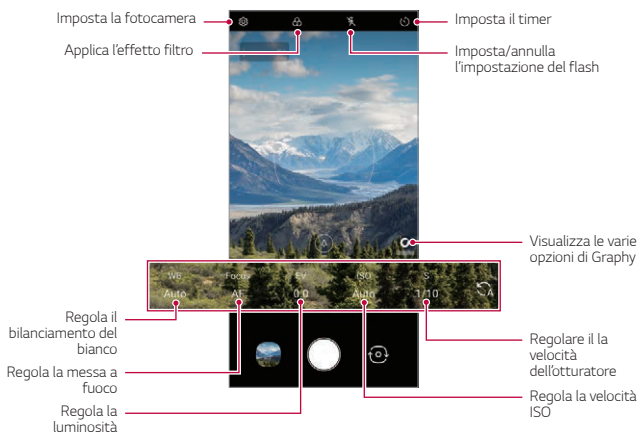 Imposta la fotocamera
Imposta il timer
Applica l'effetto filtro
Imposta/annulla
l'impostazione del flash
A
Visualizza le varie
opzioni di Graphy
WB
Focus
EV
ISO
S
Auto
AF
0.0
Auto
1/10
A
Regola il
bilanciamento del
bianco
Regola la messa a
fuoco
Regola la
luminosità
Regolare il la
velocità
dell'otturatore
Regola la velocità
ISO